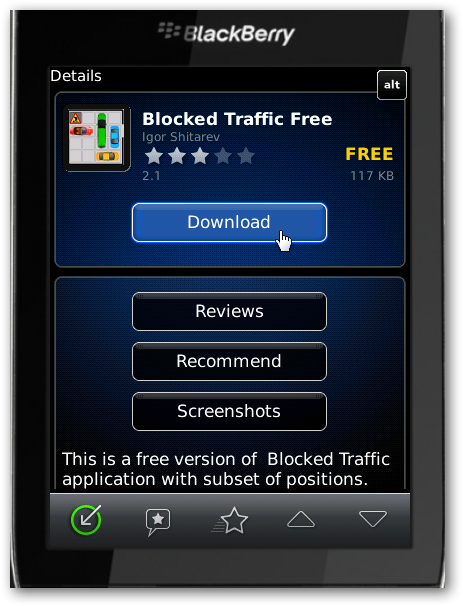 BlackBerry
Details
alt
Blocked Traffic Free
Igor Shitarev
FREE
2.1
117 KB
Download
Reviews
Recommend
Screenshots
This is a free version of  Blocked Traffic
application with subset of positions.